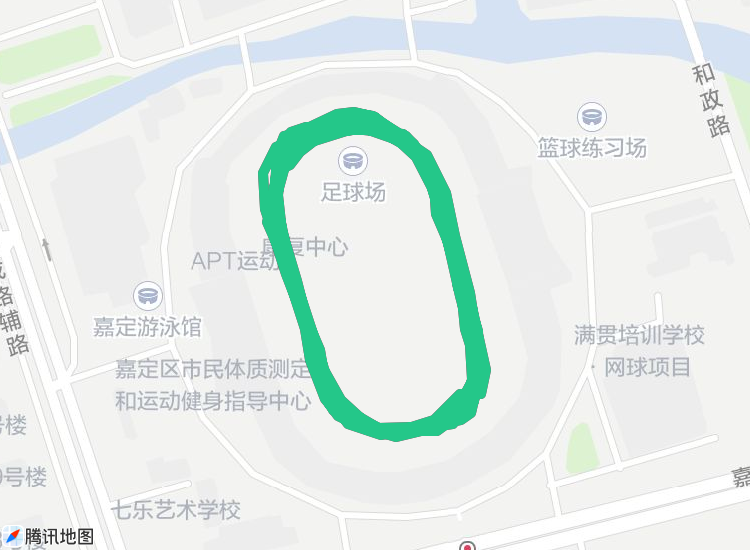 和政路
篮球练习场
足球场
康复中心
APT运动
嘉定游泳馆
路辅路
满贯培训学校
· 网球项目
嘉定区市民体质测定
和运动健身指导中心
号楼
9号楼
七乐艺术学校
嘉
腾讯地图